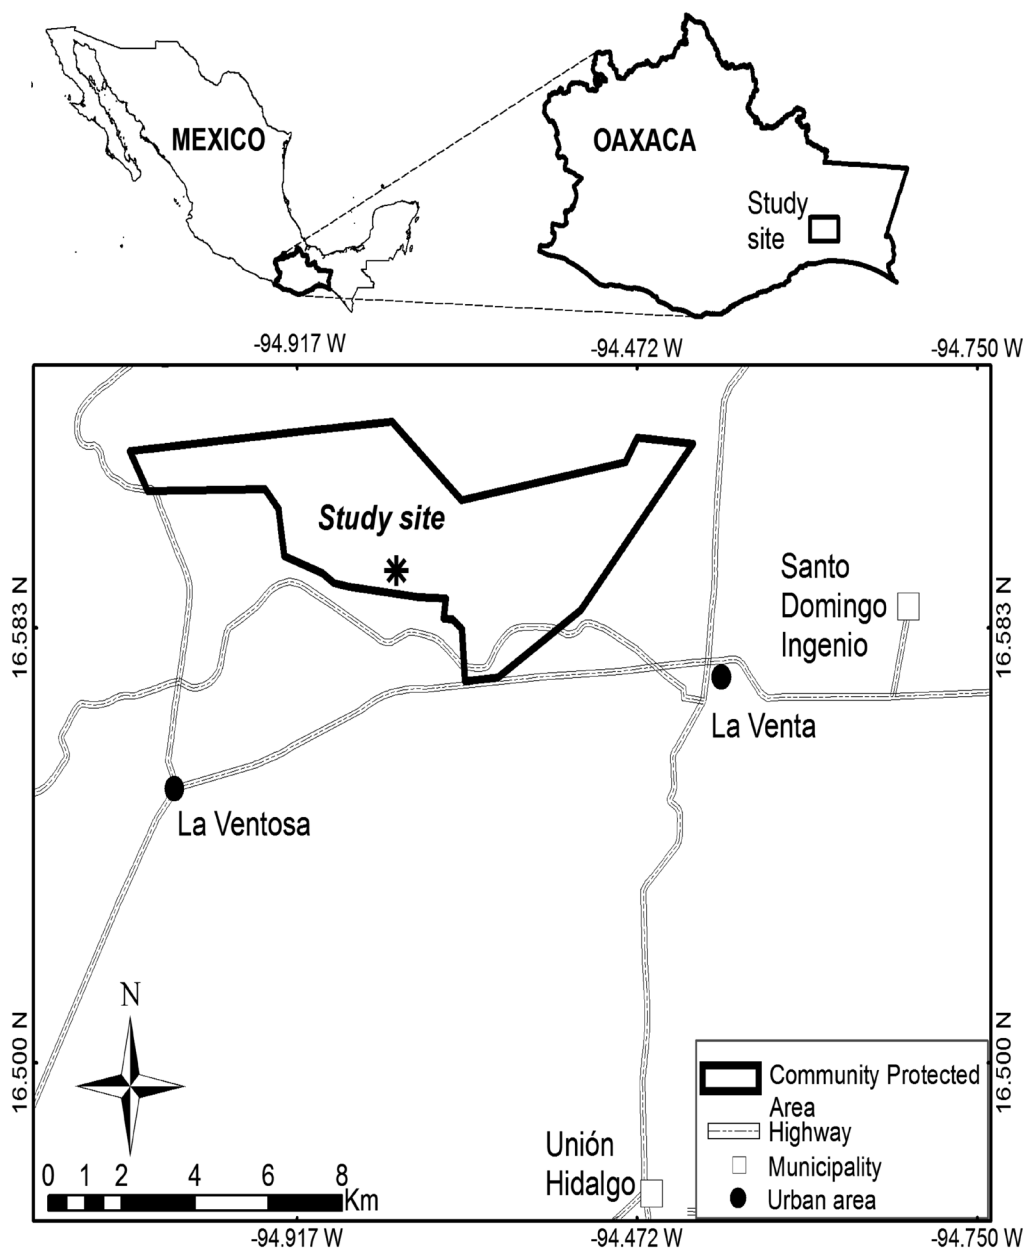 MEXICO
OAXACA
Study
site
-94.917 W
-94.472 W
-94.750 W
16.583 N
16.583 N
Study site
Santo
Domingo
Ingenio
La Venta
La Ventosa
N
16.500 N
16.500 N
0 1 2 4 6 8
Km
Unión
Hidalgo
Community Protected
Area
Highway
Municipality
Urban area
-94.917 W
-94.472 W
-94.750 W